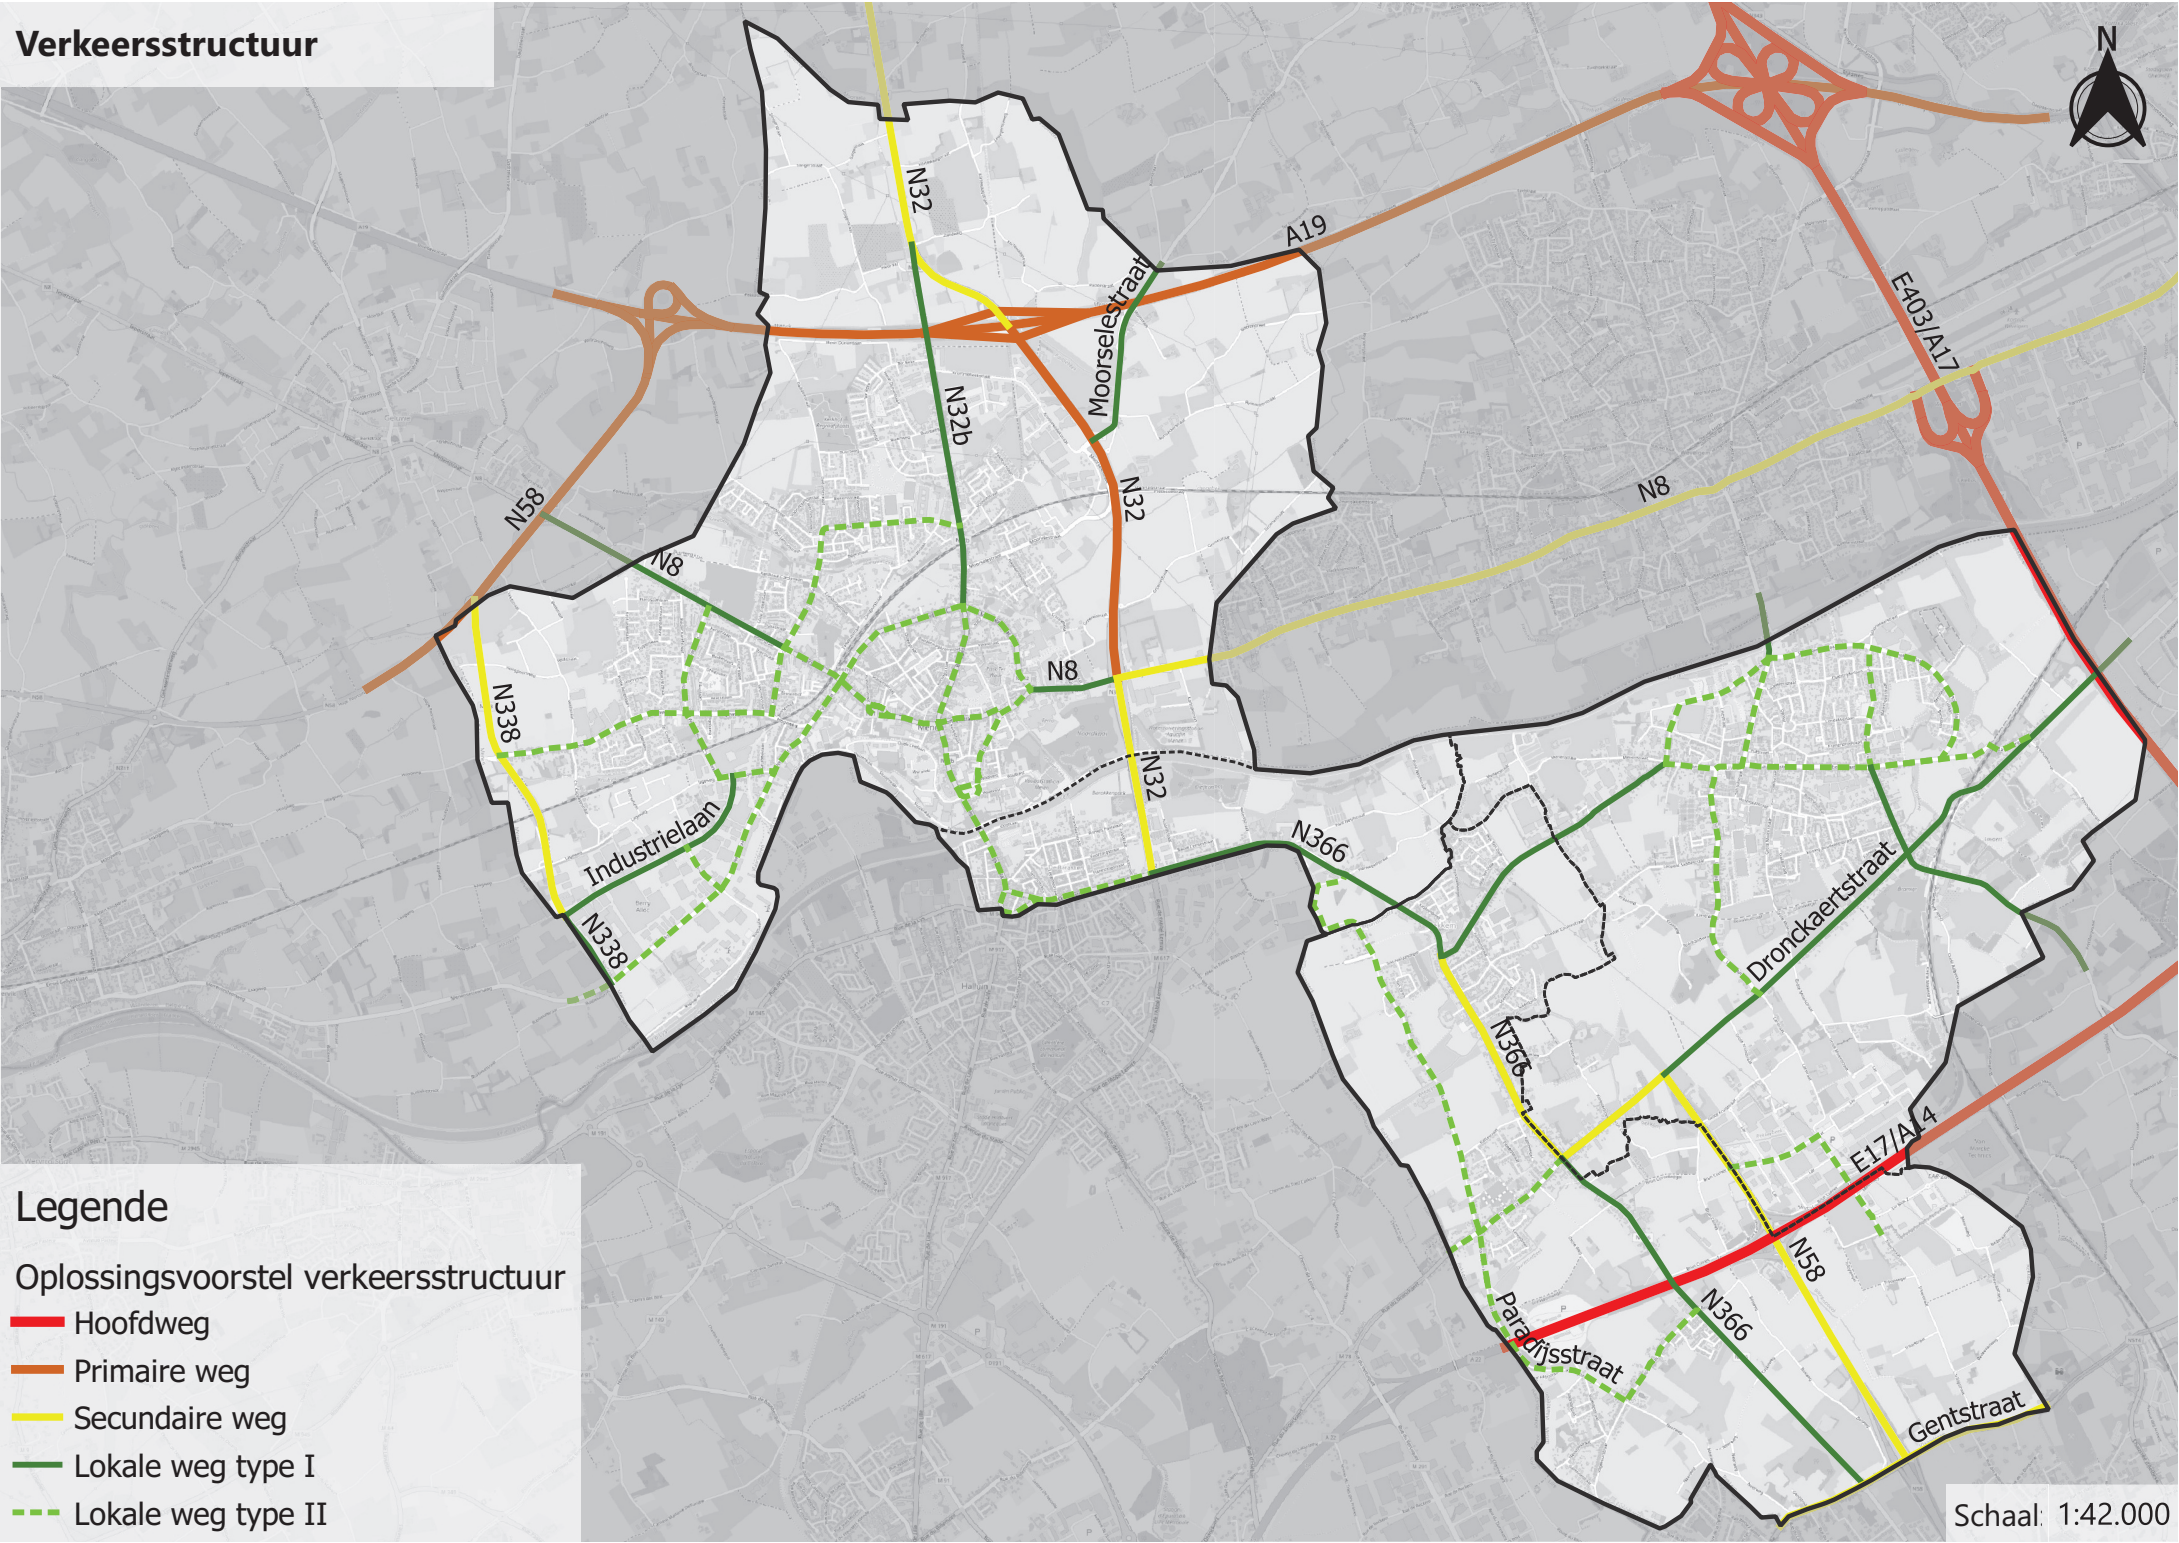 Verkeersstructuur
N
N32
A19
Moorselestraat
E403/A17
N32b
N58
N32
N8
N8
N8
N338
N32
Industrielaan
N366
Dronckaertstraat
N338
Halluin
N366
E17/A14
N58
Paradijsstraat
N366
Gentstraat
Legende
Oplossingsvoorstel verkeersstructuur
Hoofdweg
Primaire weg
Secundaire weg
Lokale weg type I
Lokale weg type II
Schaal: 1:42.000